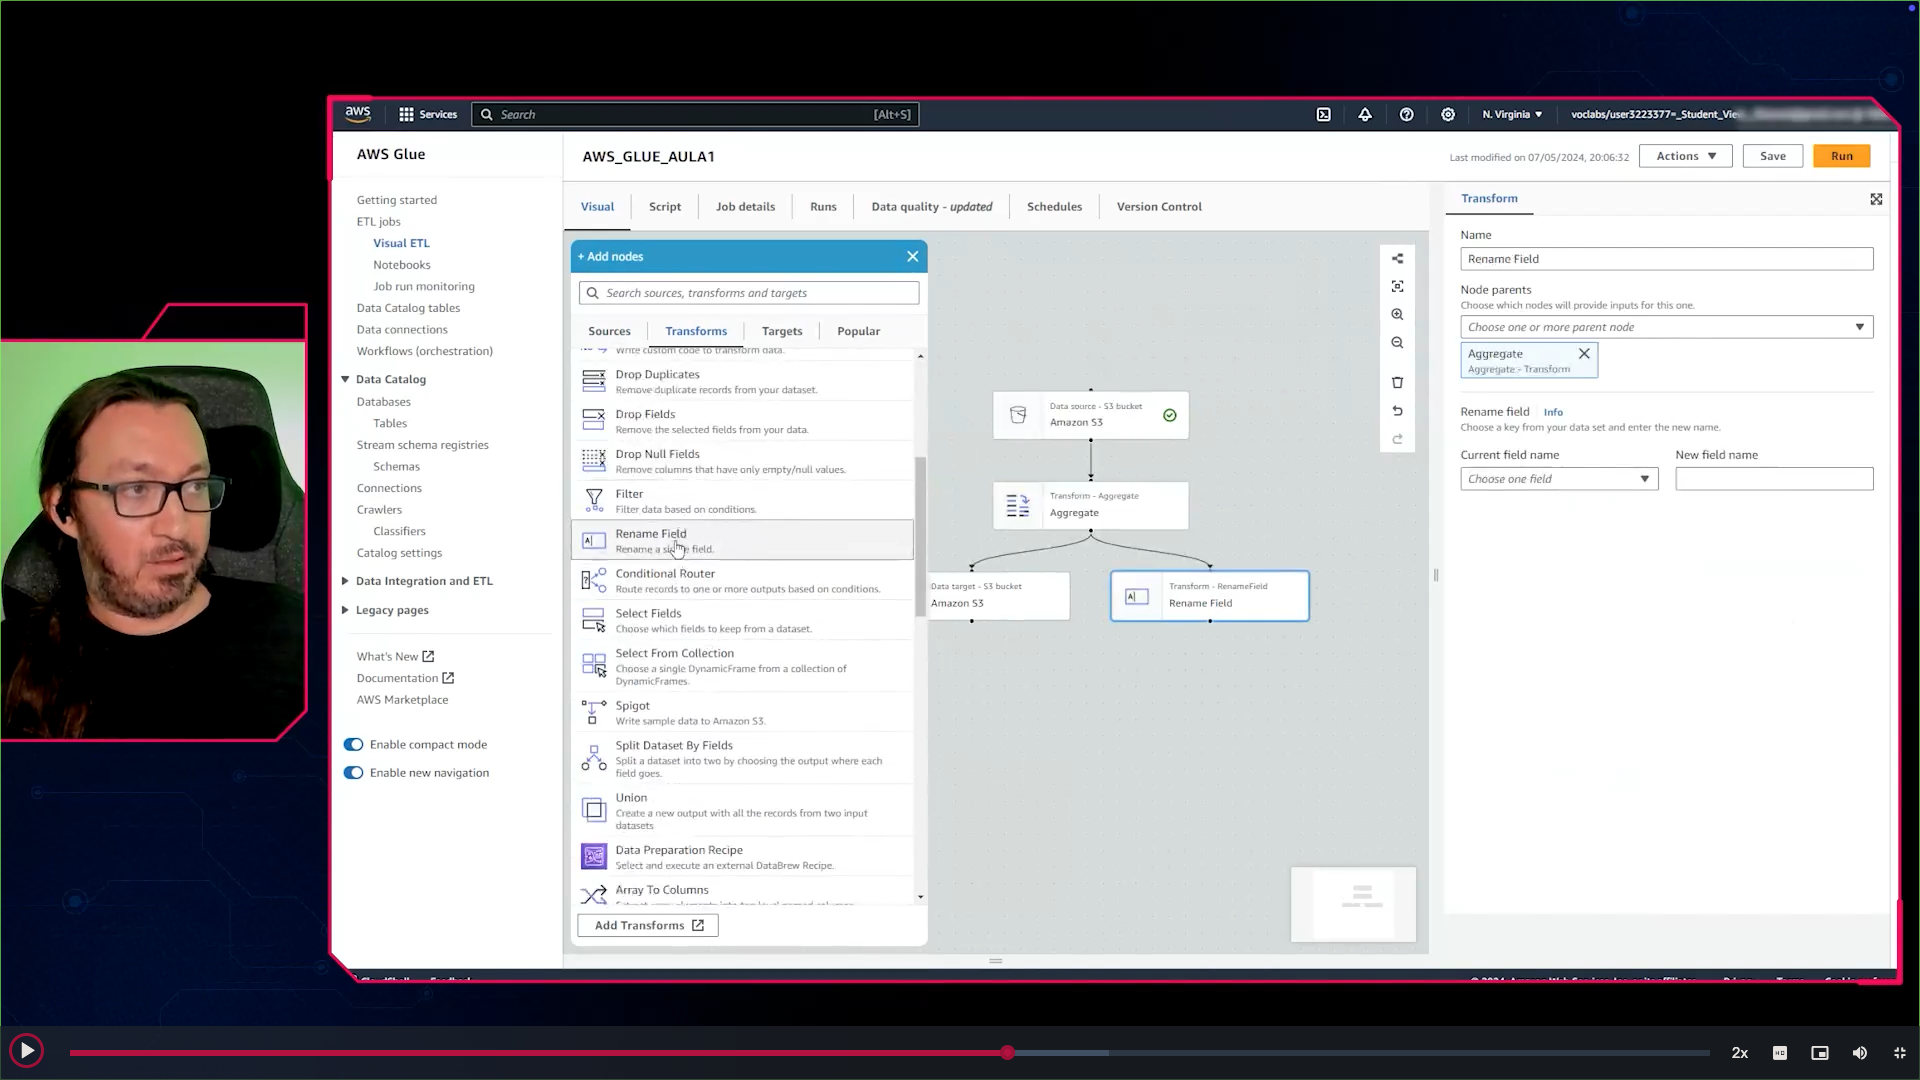 aws
Services
Search
[Alt+S]
N. Virginia
voclabs/user3223377=_Student_Vie
AWS Glue
Getting started
ETL jobs
Visual ETL
Notebooks
Job run monitoring
Data Catalog tables
Data connections
Workflows (orchestration)
Data Catalog
Databases
Tables
Stream schema registries
Schemas
Connections
Crawlers
Classifiers
Catalog settings
Data Integration and ETL
Legacy pages
What's New
Documentation
AWS Marketplace
Enable compact mode
Enable new navigation
AWS_GLUE_AULA1
Last modified on 07/05/2024, 20:06:32
Actions
Save
Run
Visual
Script
Job details
Runs
Data quality - updated
Schedules
Version Control
+ Add nodes
Search sources, transforms and targets
Sources
Transforms
Targets
Popular
Write custom code to transform data.
Drop Duplicates
Remove duplicate records from your dataset.
Drop Fields
Remove the selected fields from your data.
Drop Null Fields
Remove columns that have only empty/null values.
Filter
Filter data based on conditions.
Rename Field
Rename a single field.
Conditional Router
Route records to one or more outputs based on conditions.
Select Fields
Choose which fields to keep from a dataset.
Select From Collection
Choose a single DynamicFrame from a collection of
DynamicFrames.
Spigot
Write sample data to Amazon S3.
Split Dataset By Fields
Split a dataset into two by choosing the output where each
field goes.
Union
Create a new output with all the records from two input
datasets
Data Preparation Recipe
Select and execute an external DataBrew Recipe.
Array To Columns
Add Transforms
Data source - S3 bucket
Amazon S3
Transform - Aggregate
Aggregate
Data target - S3 bucket
Amazon S3
Transform - RenameField
Rename Field
Transform
Name
Rename Field
Node parents
Choose which nodes will provide inputs for this one.
Choose one or more parent node
Aggregate
Aggregate - Transform
Rename field
Info
Choose a key from your data set and enter the new name.
Current field name
New field name
Choose one field
2x